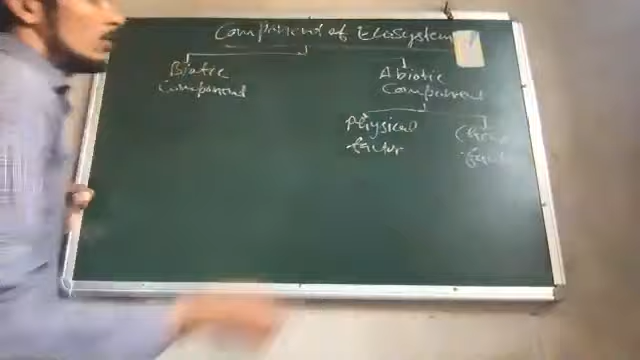 Component of Ecosystem
Biotic
Component
Abiotic
Component
Physical
factor